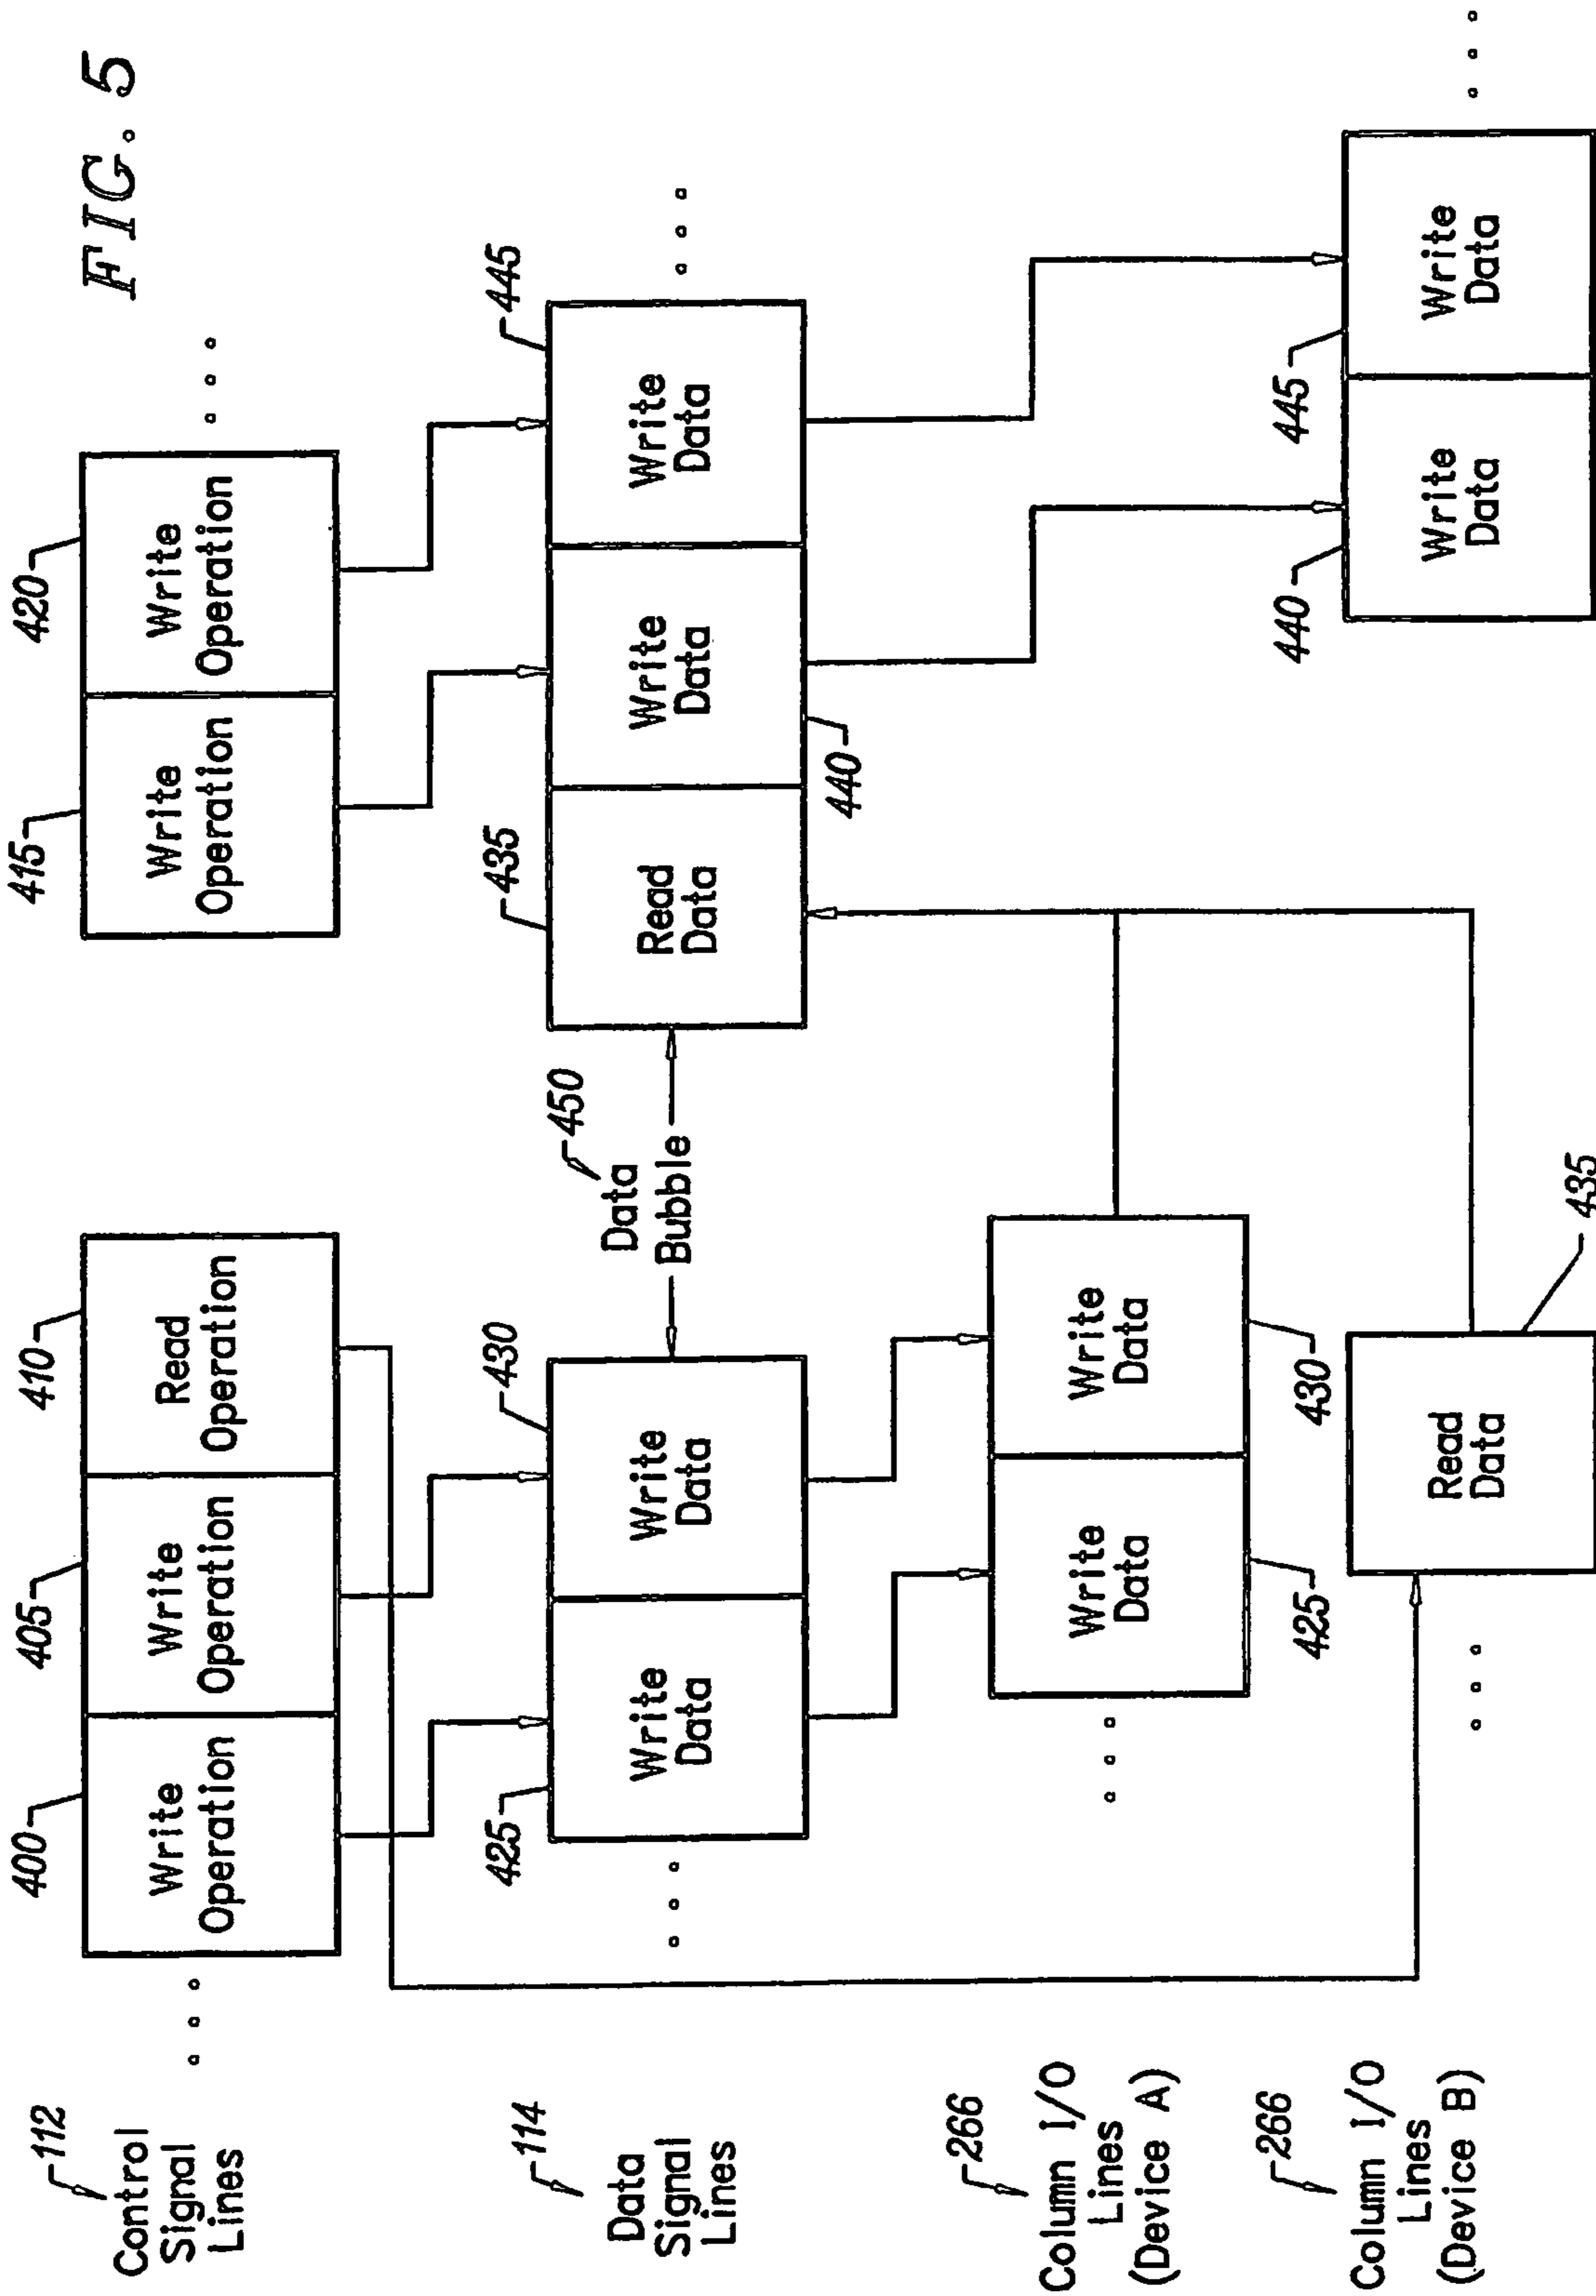 FIG. 5
112
Control
Signal
Lines
400
Write
Operation
405
Write
Operation
410
Read
Operation
415
Write
Operation
420
Write
Operation
114
Data
Signal
Lines
425
Write
Data
430
Write
Data
450
Data
Bubble
435
Read
Data
440
Write
Data
445
Write
Data
266
Column I/O
Lines
(Device A)
425
Write
Data
430
Write
Data
266
Column I/O
Lines
(Device B)
435
Read
Data
440
Write
Data
445
Write
Data